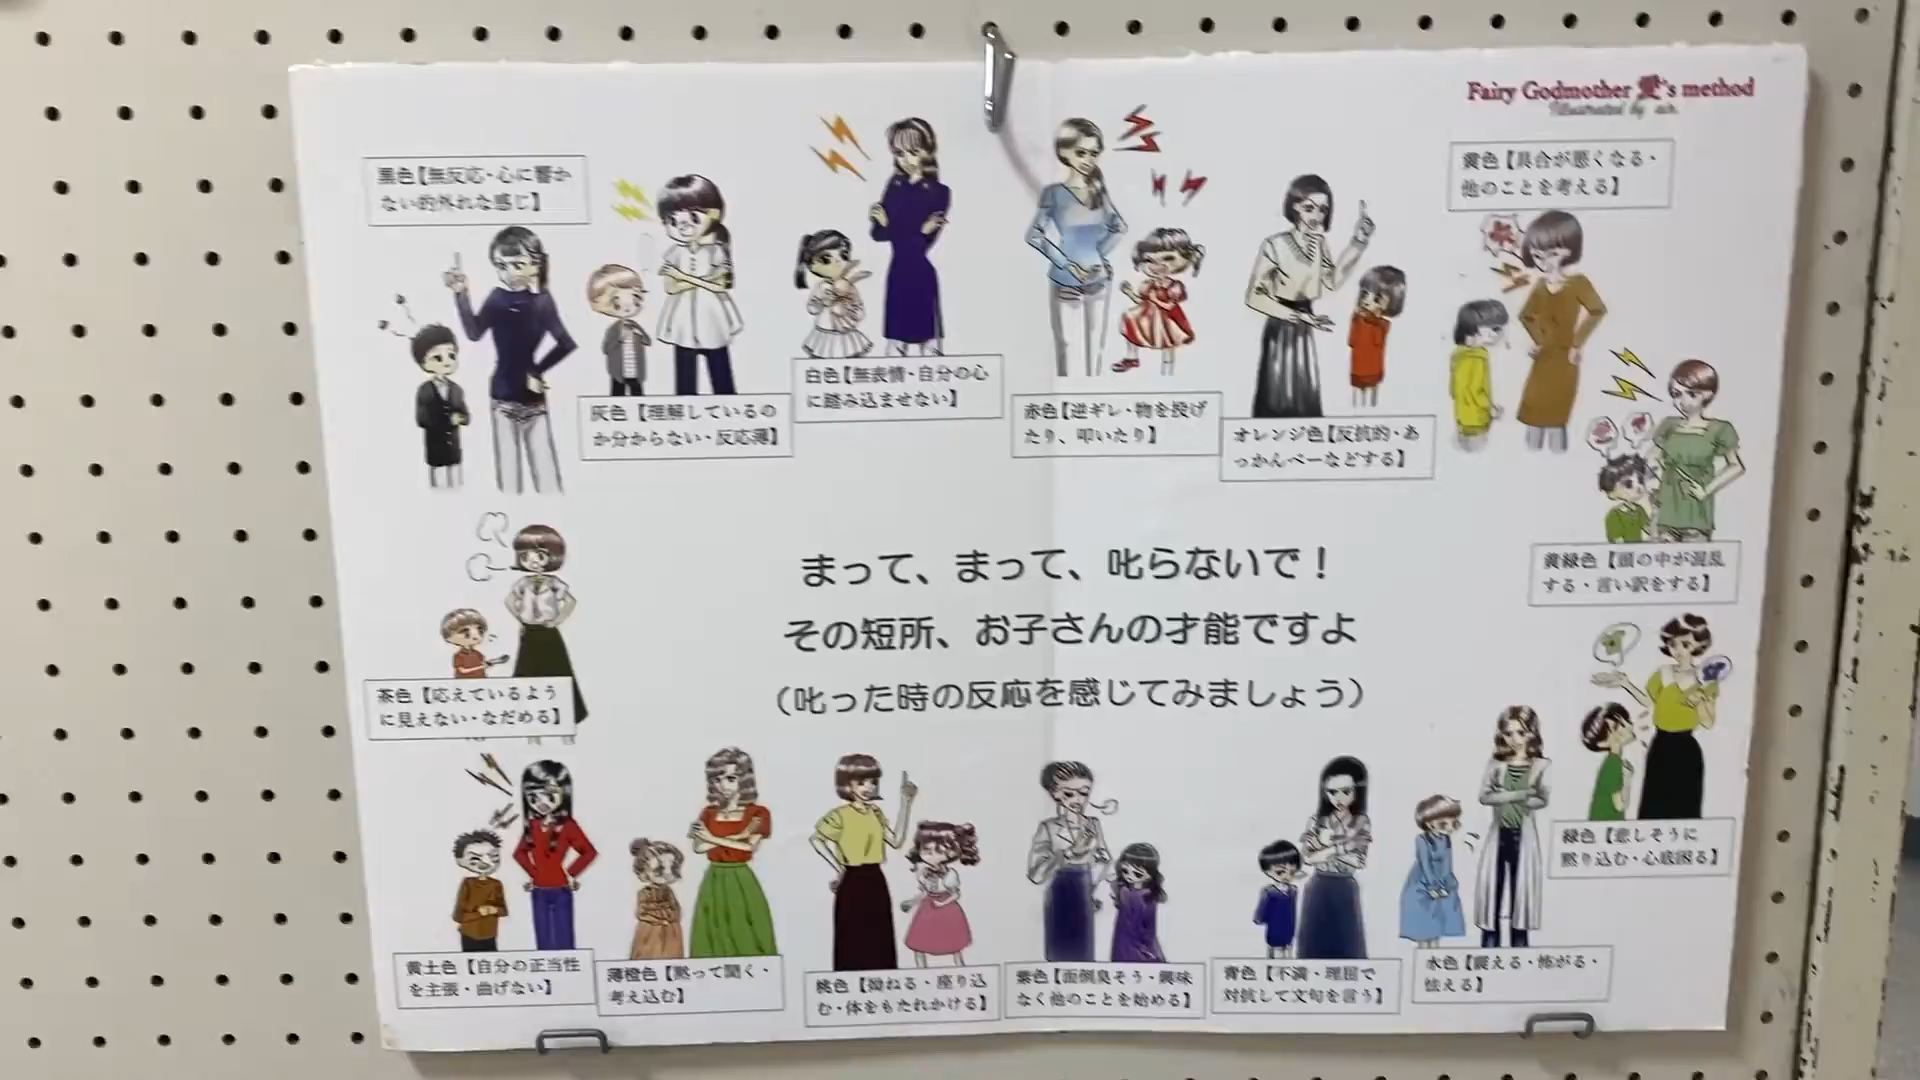 Fairy Godmother 愛's method
Illustrated by
黒色【無反応・心に響か
ない的外れな感じ】
灰色【理解しているの
か分からない・反応薄】
白色【無表情・自分の心
に踏み込ませない】
赤色【逆ギレ・物を投げ
たり、叩いたり】
オレンジ色【反抗的・あ
っかんべーなどする】
黄色【具合が悪くなる・
他のことを考える】
黄緑色【頭の中が混乱
する・言い訳をする】
まって、まって、叱らないで！
その短所、お子さんの才能ですよ
（叱った時の反応を感じてみましょう）
茶色【応えているよう
に見えない・なだめる】
緑色【悲しそうに
黙り込む・心底困る】
黄土色【自分の正当性
を主張・曲げない】
薄橙色【黙って聞く・
考え込む】
桃色【拗ねる・座り込
む・体をもたれかける】
紫色【面倒臭そう・興味
なく他のことを始める】
青色【不満・理屈で
対抗して文句を言う】
水色【震える・怖がる・
怯える】